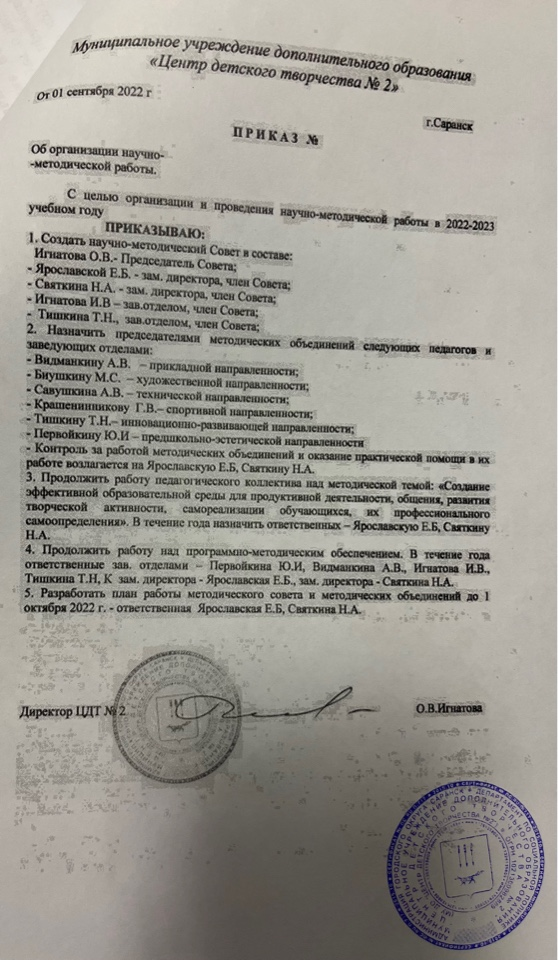 Муниципальное учреждение дополнительного образования
«Центр детского творчества № 2»
От 01 сентября 2022 г
г.Саранск
ПРИКАЗ №
Об организации научно-
-методической работы.
С целью организации и проведения научно-методической работы в 2022-2023
учебном году
ПРИКАЗЫВАЮ:
1. Создать научно-методический Совет в составе:
Игнатова О.В.- Председатель Совета;
- Ярославской Е.Б. - зам. директора, член Совета;
- Святкина Н.А. - зам. директора, член Совета;
- Игнатова И.В – зав.отделом, член Совета;
- Тишкина Т.Н., зав.отделом, член Совета;
2. Назначить председателями методических объединений следующих педагогов и
заведующих отделами:
- Видманкину А.В. – прикладной направленности;
- Биушкину М.С. – художественной направленности;
- Савушкина А.В. – технической направленности;
- Крашенинникову Г.В.– спортивной направленности;
- Тишкину Т.Н.– инновационно-развивающей направленности;
- Первойкину Ю.И – предшкольно-эстетической направленности
- Контроль за работой методических объединений и оказание практической помощи в их
работе возлагается на Ярославскую Е.Б, Святкину Н.А.
3. Продолжить работу педагогического коллектива над методической темой: «Создание
эффективной образовательной среды для продуктивной деятельности, общения, развития
творческой активности, самореализации обучающихся, их профессионального
самоопределения». В течение года назначить ответственных – Ярославскую Е.Б, Святкину
Н.А.
4. Продолжить работу над программно-методическим обеспечением. В течение года
ответственные зав. отделами – Первойкина Ю.И, Видманкина А.В., Игнатова И.В.,
Тишкина Т.Н, К зам. директора - Ярославская Е.Б., зам. директора - Святкина Н.А.
5. Разработать план работы методического совета и методических объединений до 1
октября 2022 г. - ответственная Ярославская Е.Б, Святкина Н.А.
Директор ЦДТ № 2
О.В.Игнатова